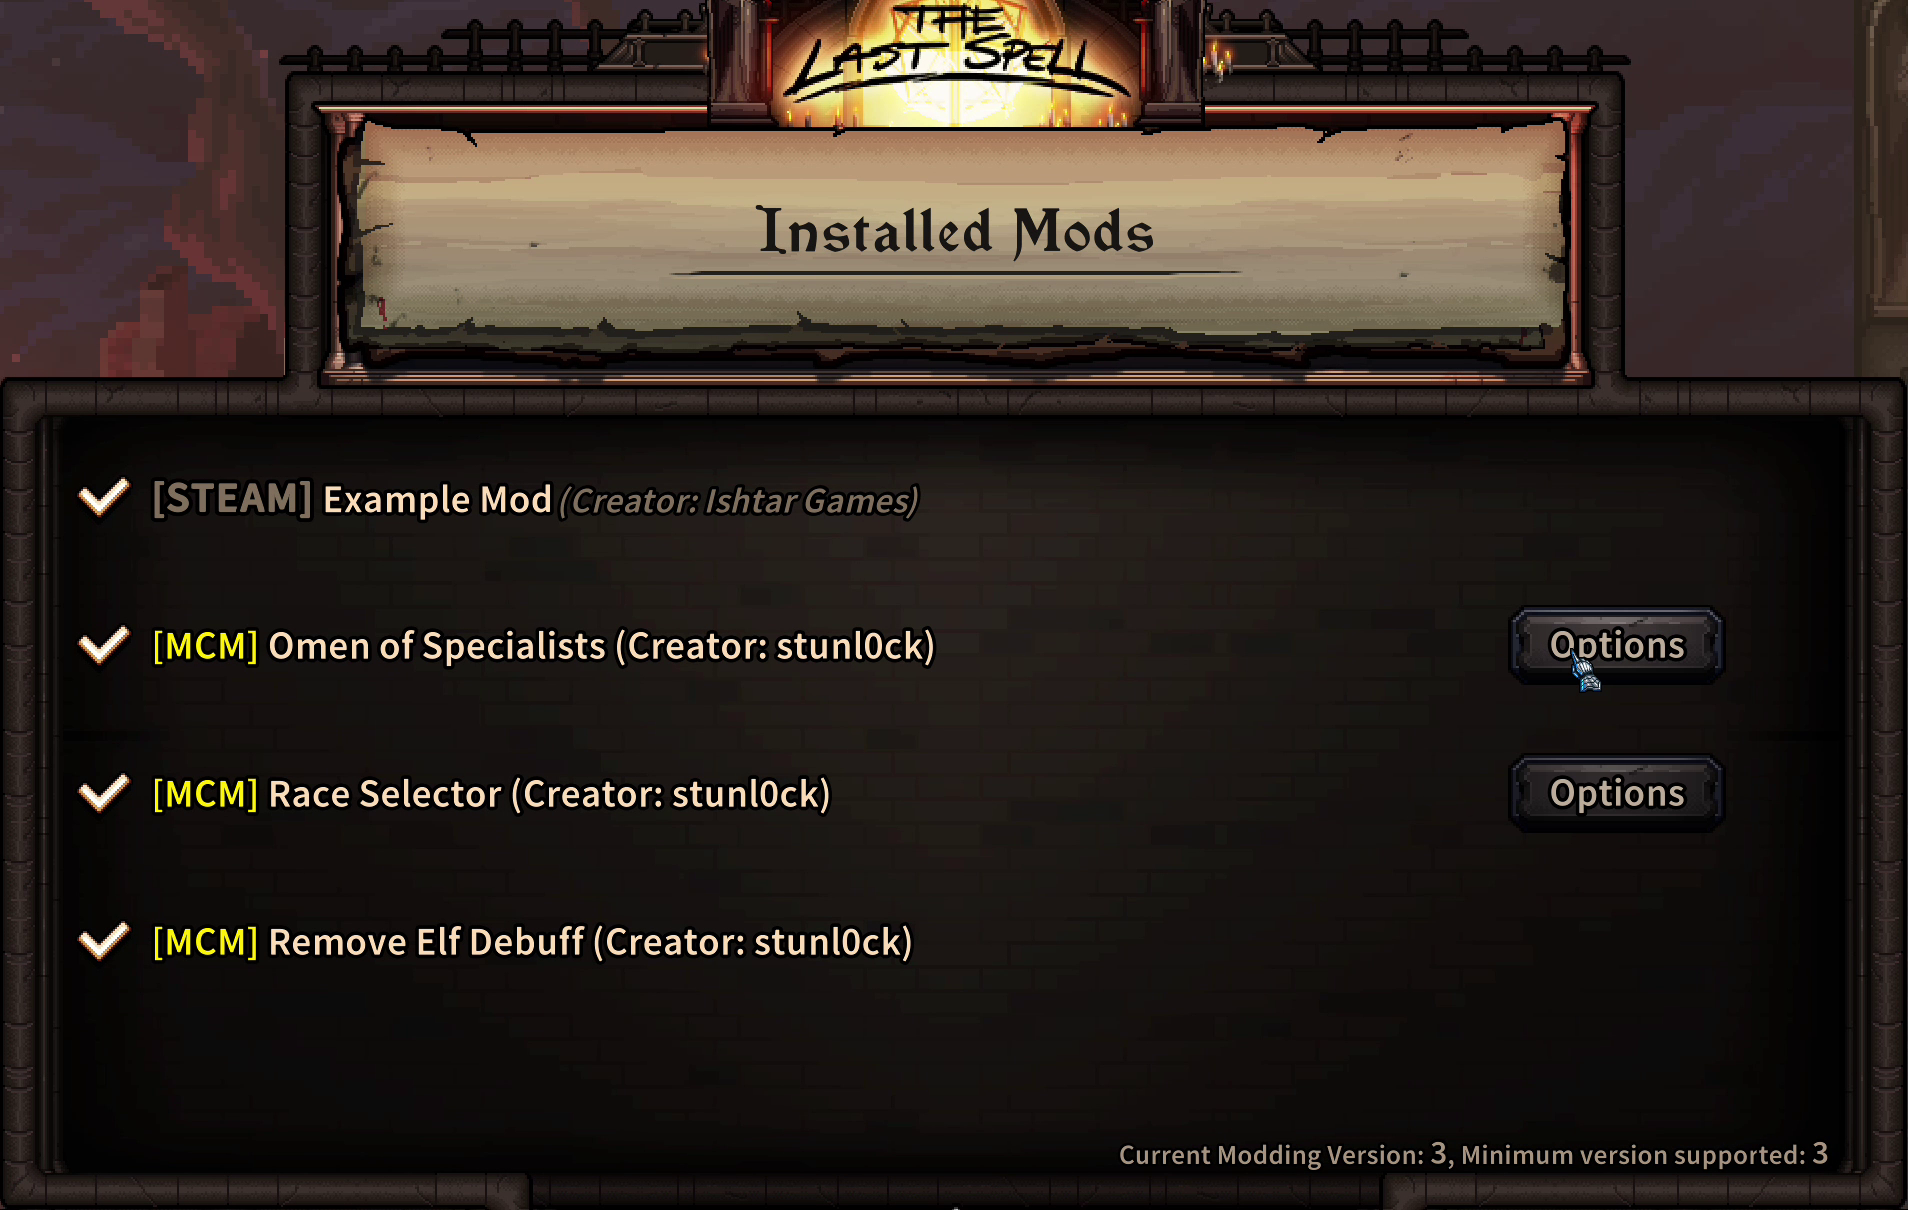 THE
LAST SPELL
Installed Mods
[STEAM] Example Mod (Creator: Ishtar Games)
[MCM] Omen of Specialists (Creator: stunl0ck)
Options
[MCM] Race Selector (Creator: stunl0ck)
Options
[MCM] Remove Elf Debuff (Creator: stunl0ck)
Current Modding Version: 3, Minimum version supported: 3